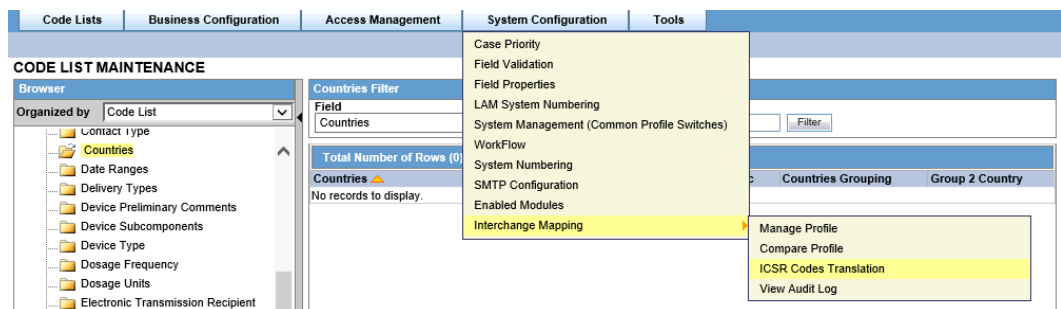 Code Lists Business Configuration Access Management System Configuration Tools
CODE LIST MAINTENANCE
Browser
Organized by Code List
Contact Type
Countries
Date Ranges
Delivery Types
Device Preliminary Comments
Device Subcomponents
Device Type
Dosage Frequency
Dosage Units
Electronic Transmission Recipient
Countries Filter
Field
Countries
Filter
Total Number of Rows (0)
Countries Countries Grouping Group 2 Country
No records to display.
Case Priority
Field Validation
Field Properties
LAM System Numbering
System Management (Common Profile Switches)
WorkFlow
System Numbering
SMTP Configuration
Enabled Modules
Interchange Mapping
Manage Profile
Compare Profile
ICSR Codes Translation
View Audit Log